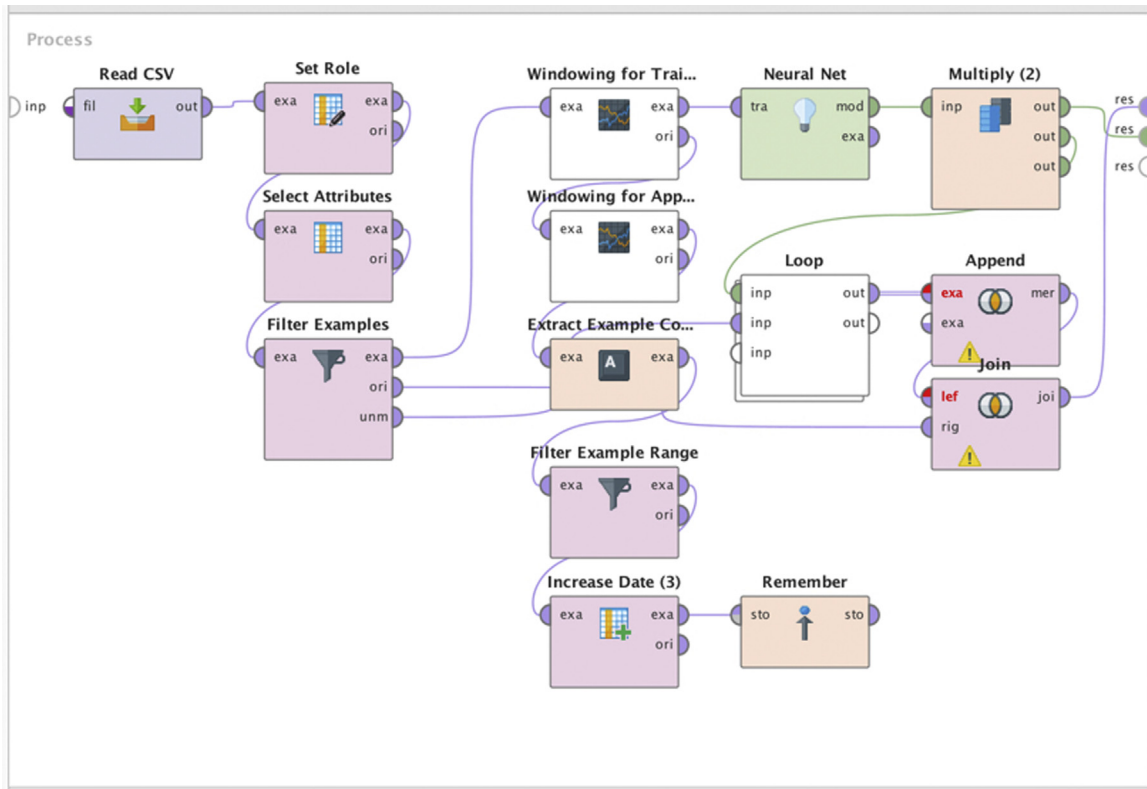 Process
Read CSV
inp
fil
out
Set Role
exa
exa
ori
Select Attributes
exa
exa
ori
Filter Examples
exa
exa
ori
unm
Windowing for Trai...
exa
exa
ori
Windowing for App...
exa
exa
ori
Extract Example Co...
exa
exa
A
Filter Example Range
exa
exa
ori
Increase Date (3)
exa
exa
ori
Neural Net
tra
mod
exa
Multiply (2)
inp
out
out
out
Loop
inp
out
inp
out
inp
Append
exa
mer
exa
Join
lef
joi
rig
Remember
sto
sto
res
res
res